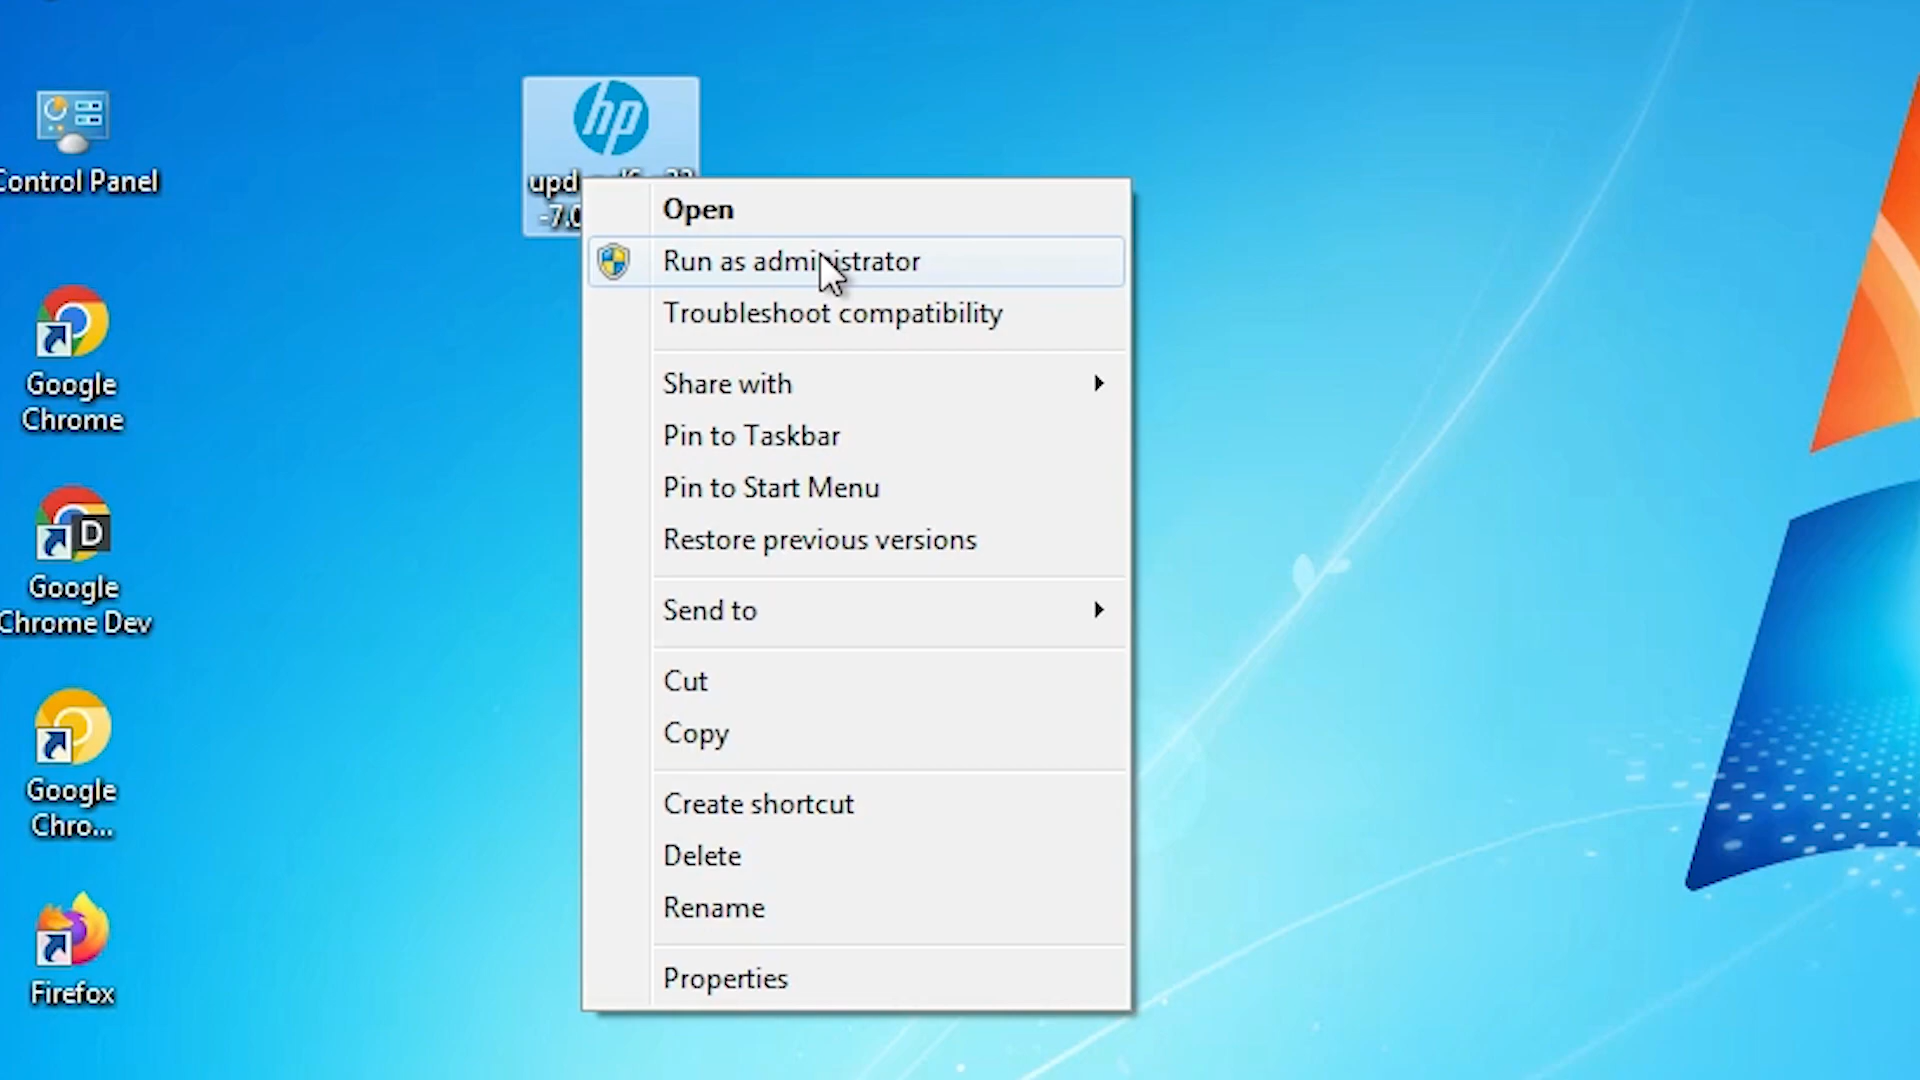 Control Panel
hp
Google
Chrome
Google
Chrome Dev
D
Google
Chro...
Firefox
Open
Run as administrator
Troubleshoot compatibility
Share with
Pin to Taskbar
Pin to Start Menu
Restore previous versions
Send to
Cut
Copy
Create shortcut
Delete
Rename
Properties